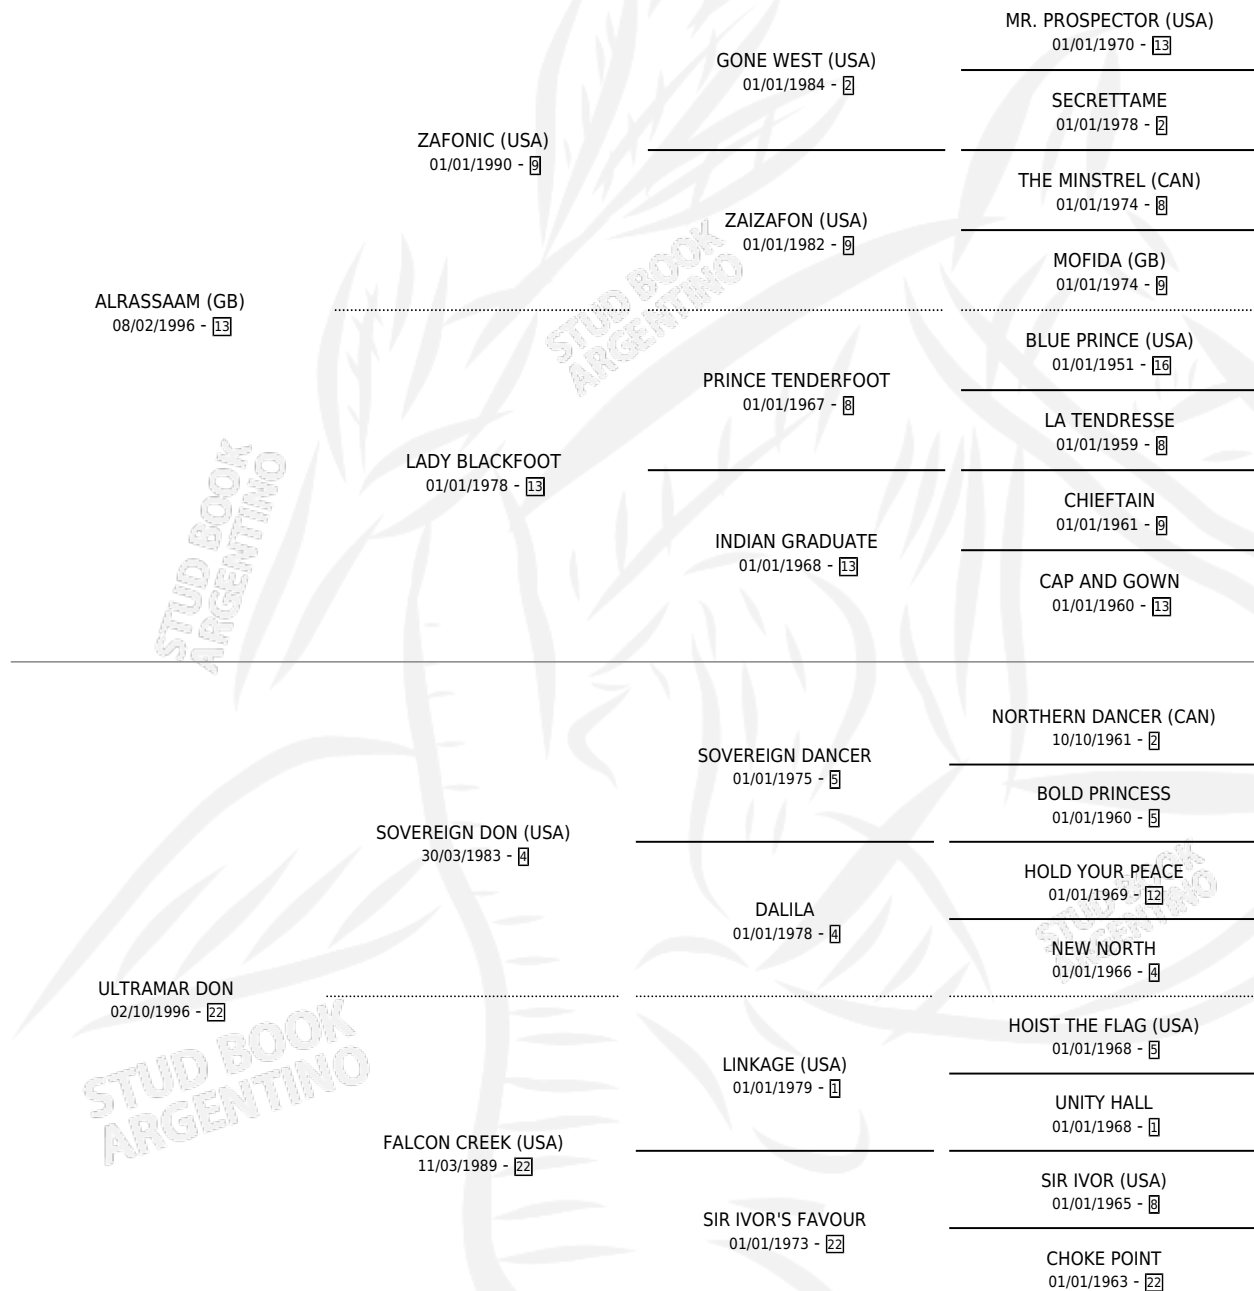 MR. PROSPECTOR (USA)
01/01/1970 - 13
GONE WEST (USA)
01/01/1984 - 2
SECRETTAME
01/01/1978 - 2
ZAFONIC (USA)
01/01/1990 - 9
THE MINSTREL (CAN)
01/01/1974 - 8
ZAIZAFON (USA)
01/01/1982 - 9
MOFIDA (GB)
01/01/1974 - 9
ALRASSAAM (GB)
08/02/1996 - 13
STUD BOOK
ARGENTINO
BLUE PRINCE (USA)
01/01/1951 - 16
PRINCE TENDERFOOT
01/01/1967 - 8
LA TENDRESSE
01/01/1959 - 8
LADY BLACKFOOT
01/01/1978 - 13
CHIEFTAIN
01/01/1961 - 9
INDIAN GRADUATE
01/01/1968 - 13
CAP AND GOWN
01/01/1960 - 13
STUD BOOK
ARGENTINO
NORTHERN DANCER (CAN)
10/10/1961 - 2
SOVEREIGN DANCER
01/01/1975 - 5
BOLD PRINCESS
01/01/1960 - 5
SOVEREIGN DON (USA)
30/03/1983 - 4
HOLD YOUR PEACE
01/01/1969 - 12
DALILA
01/01/1978 - 4
STUD BOOK
ARGENTINO
NEW NORTH
01/01/1966 - 4
ULTRAMAR DON
02/10/1996 - 22
STUD BOOK
ARGENTINO
HOIST THE FLAG (USA)
01/01/1968 - 5
LINKAGE (USA)
01/01/1979 - 1
UNITY HALL
01/01/1968 - 1
FALCON CREEK (USA)
11/03/1989 - 22
SIR IVOR (USA)
01/01/1965 - 8
SIR IVOR'S FAVOUR
01/01/1973 - 22
CHOKE POINT
01/01/1963 - 22